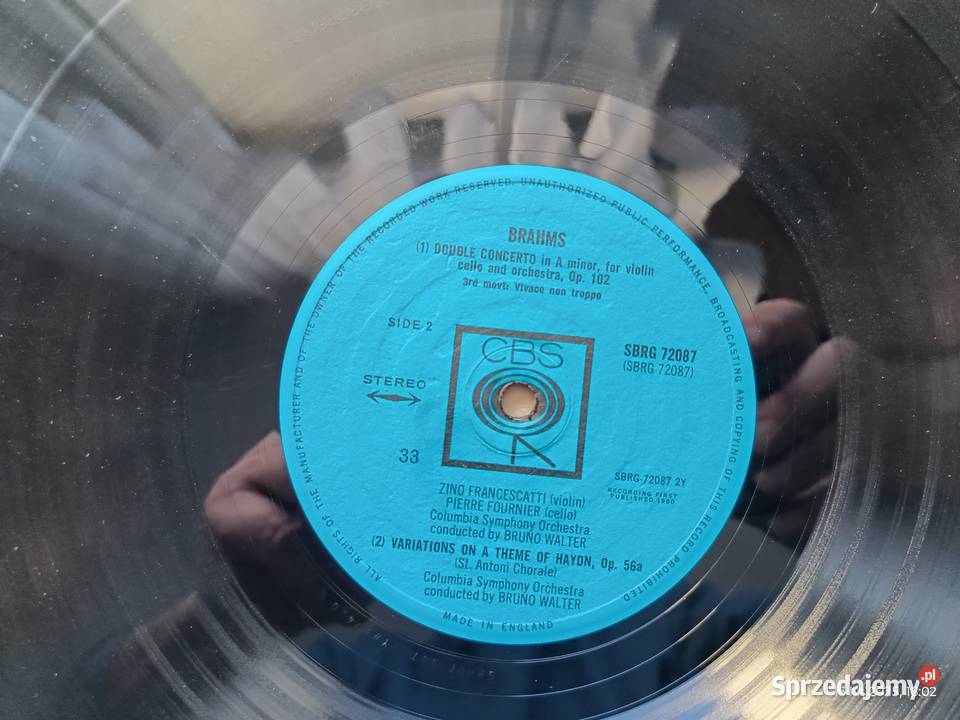 ALL RIGHTS OF THE MANUFACTURER AND OF THE OWNER OF THE RECORDED WORK RESERVED. UNAUTHORIZED PUBLIC PERFORMANCE, BROADCASTING AND COPYING OF THIS RECORD PROHIBITED
BRAHMS
(1) DOUBLE CONCERTO in A minor, for violin
cello and orchestra, Op. 102
3rd movt: Vivace non troppo
SIDE 2
CBS
SBRG 72087
(SBRG 72087)
STEREO
33
SBRG-72087 2Y
RECORDING FIRST
PUBLISHED 1960
ZINO FRANCESCATTI (violin)
PIERRE FOURNIER (cello)
Columbia Symphony Orchestra
conducted by BRUNO WALTER
(2) VARIATIONS ON A THEME OF HAYDN, Op. 56a
(St. Antoni Chorale)
Columbia Symphony Orchestra
conducted by BRUNO WALTER
MADE IN ENGLAND
Sprzedajemy.pl